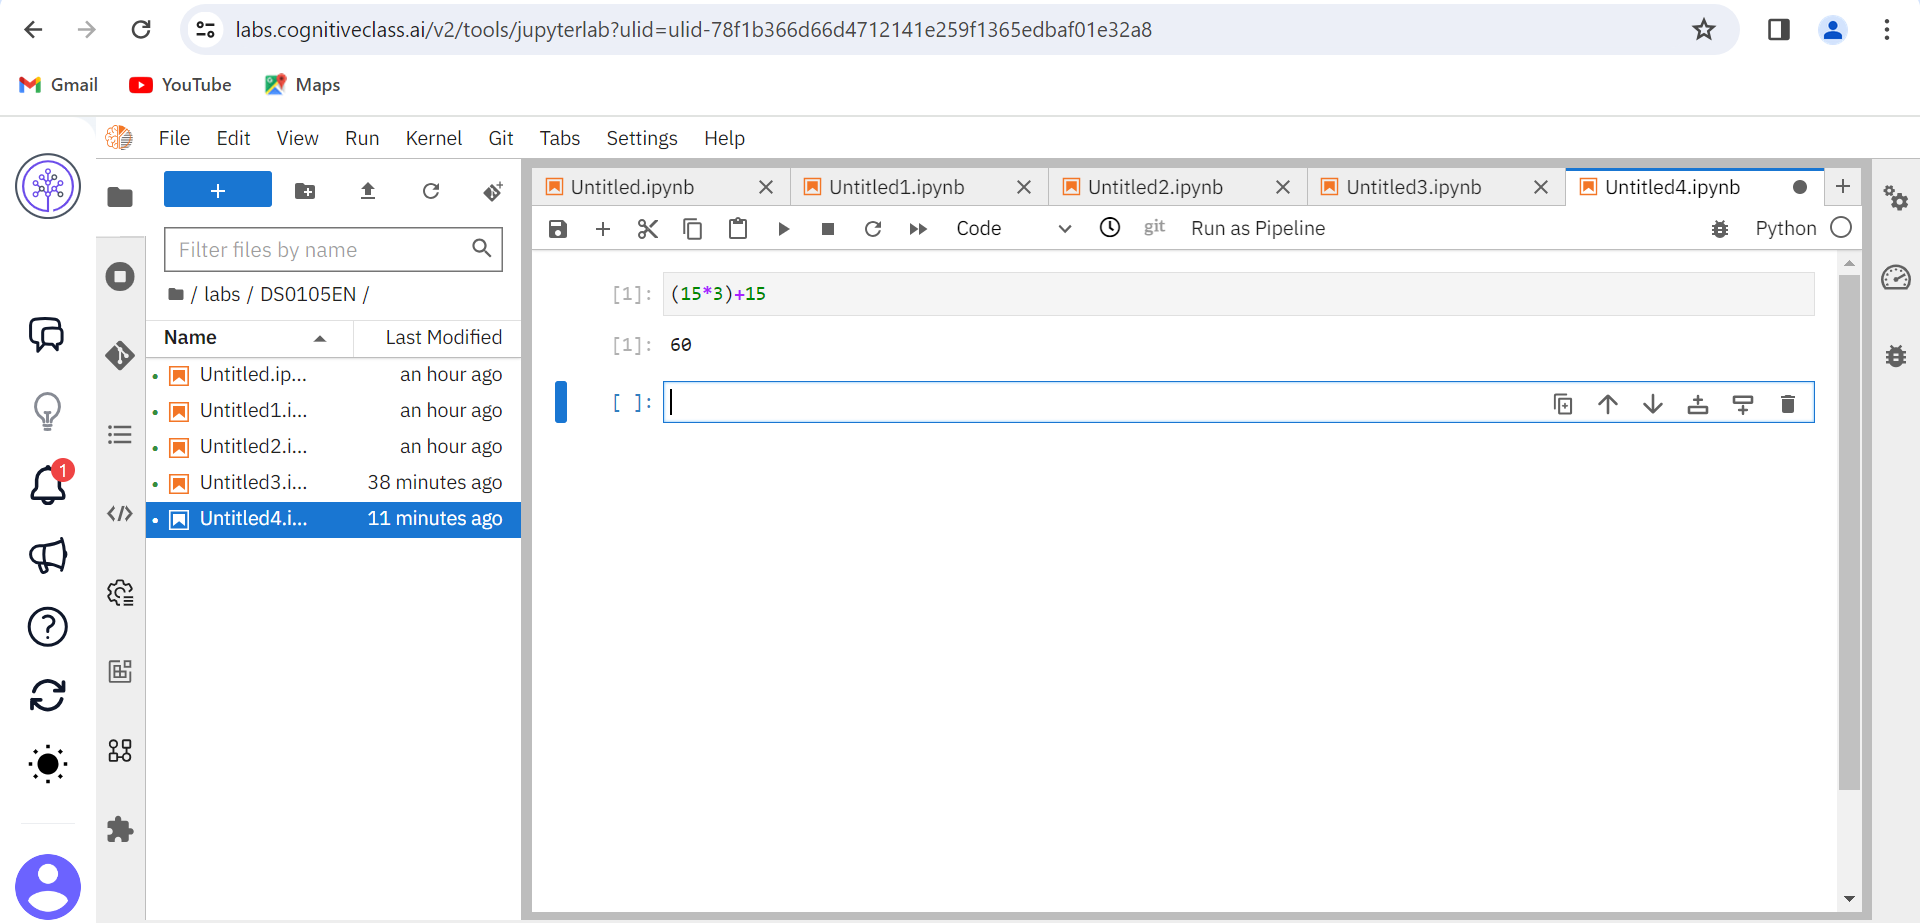 labs.cognitiveclass.ai/v2/tools/jupyterlab?ulid=ulid-78f1b366d66d4712141e259f1365edbaf01e32a8
Gmail YouTube Maps
File Edit View Run Kernel Git Tabs Settings Help
Untitled.ipynb Untitled1.ipynb Untitled2.ipynb Untitled3.ipynb Untitled4.ipynb
Code git Run as Pipeline Python
Filter files by name
/ labs / DS0105EN /
Name Last Modified
Untitled.ip... an hour ago
Untitled1.i... an hour ago
Untitled2.i... an hour ago
Untitled3.i... 38 minutes ago
Untitled4.i... 11 minutes ago
1
[1]: (15*3)+15
[1]: 60
[ ]: